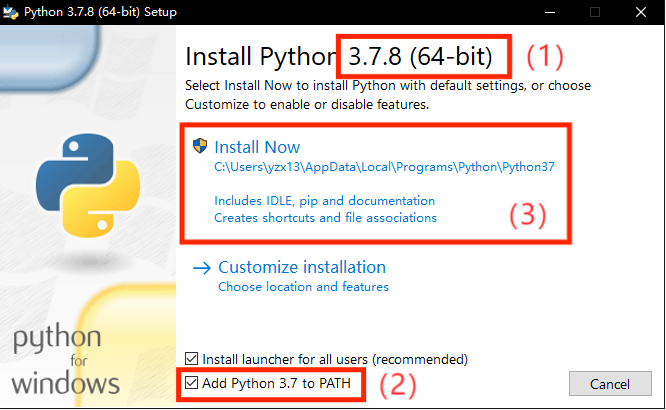 Python 3.7.8 (64-bit) Setup
Install Python 3.7.8 (64-bit) (1)
Select Install Now to install Python with default settings, or choose
Customize to enable or disable features.
Install Now
C:\Users\yzx13\AppData\Local\Programs\Python\Python37
Includes IDLE, pip and documentation
Creates shortcuts and file associations
(3)
Customize installation
Choose location and features
python
for
windows
Install launcher for all users (recommended)
Add Python 3.7 to PATH (2)
Cancel